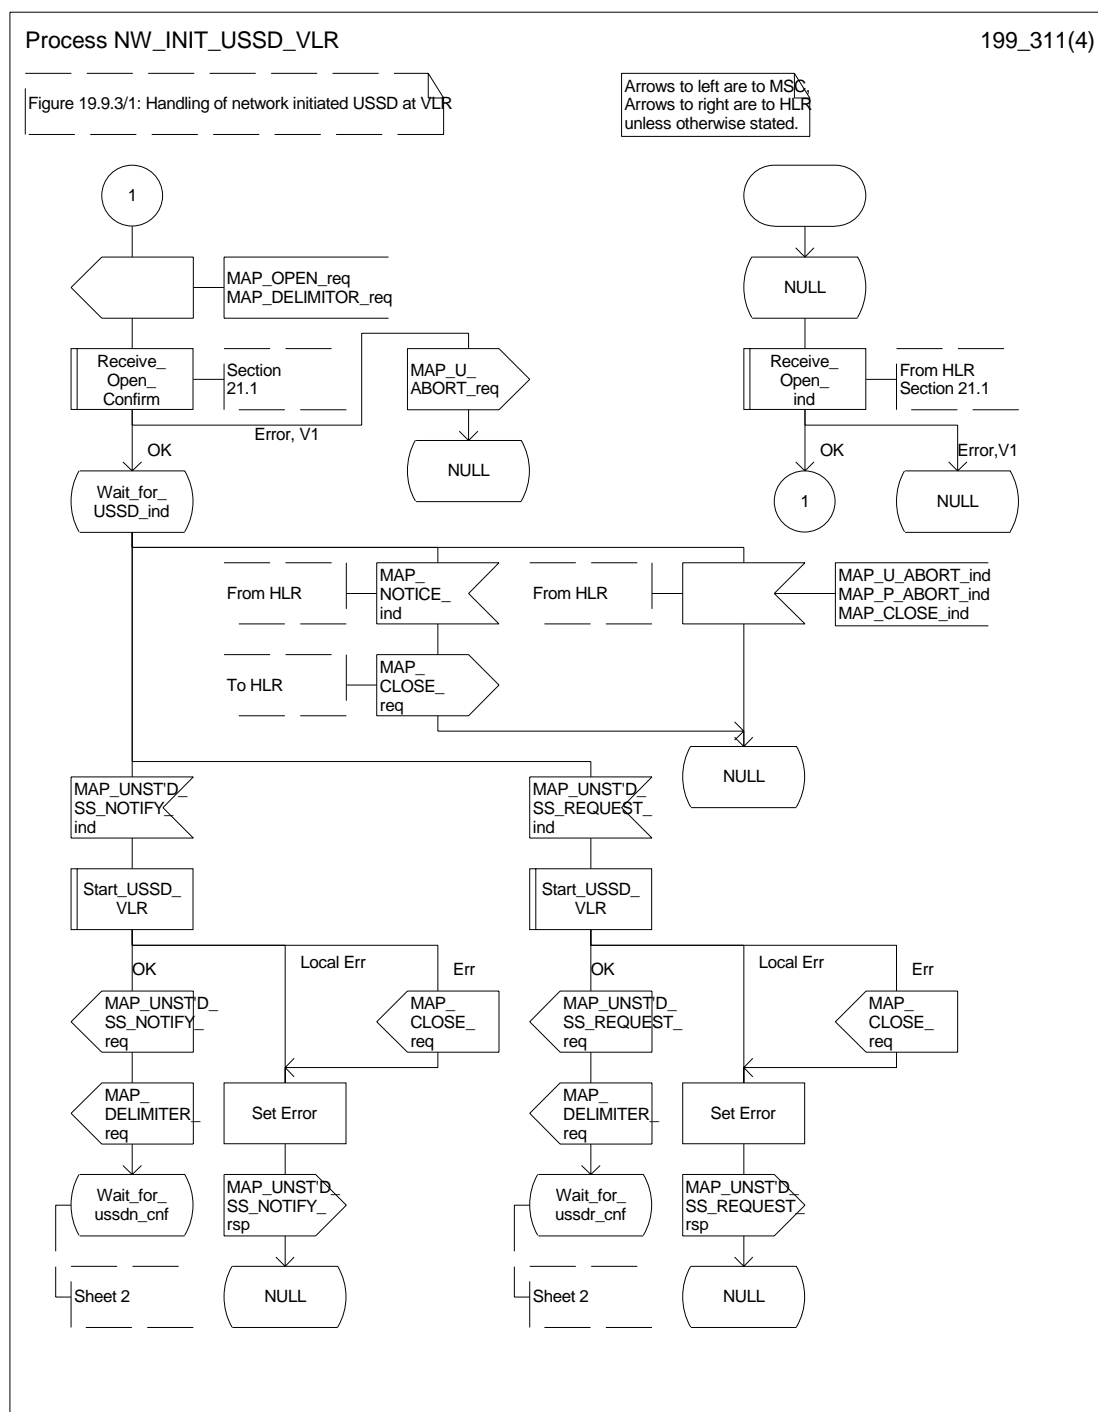 Process NW_INIT_USSD_VLR
199_311(4)
Figure 19.9.3/1: Handling of network initiated USSD at VLR
Arrows to left are to MSC,
Arrows to right are to HLR
unless otherwise stated.
1
MAP_OPEN_req
MAP_DELIMITOR_req
NULL
Receive_
Open_
Confirm
Section
21.1
MAP_U_
ABORT_req
Receive_
Open_
ind
From HLR
Section 21.1
Error, V1
OK
NULL
OK
Error,V1
Wait_for_
USSD_ind
1
NULL
From HLR
MAP_
NOTICE_
ind
From HLR
MAP_U_ABORT_ind
MAP_P_ABORT_ind
MAP_CLOSE_ind
To HLR
MAP_
CLOSE_
req
NULL
MAP_UNST'D_
SS_NOTIFY_
ind
MAP_UNST'D_
SS_REQUEST_
ind
Start_USSD_
VLR
Start_USSD_
VLR
OK
Local Err
Err
OK
Local Err
Err
MAP_UNST'D_
SS_NOTIFY_
req
MAP_
CLOSE_
req
MAP_UNST'D_
SS_REQUEST_
req
MAP_
CLOSE_
req
MAP_
DELIMITER_
req
Set Error
MAP_
DELIMITER_
req
Set Error
Wait_for_
ussdn_cnf
MAP_UNST'D_
SS_NOTIFY_
rsp
Wait_for_
ussdr_cnf
MAP_UNST'D_
SS_REQUEST_
rsp
Sheet 2
NULL
Sheet 2
NULL